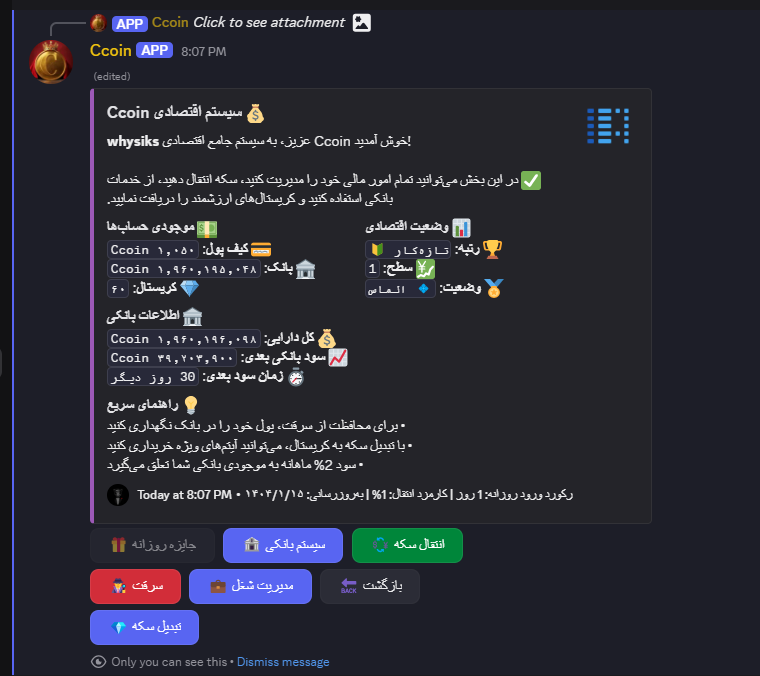 APP Ccoin Click to see attachment
Ccoin APP 8:07 PM
(edited)
سیستم اقتصادی Ccoin
خوش آمدید Ccoin عزیز، به سیستم جامع اقتصادی whysiks!
در این بخش می‌توانید تمام امور مالی خود را مدیریت کنید، سکه انتقال دهید، از خدمات
بانکی استفاده کنید و کریستال‌های ارزشمند را دریافت نمایید.
وضعیت اقتصادی
رتبه: تازه‌کار
سطح: 1
وضعیت: الماس
موجودی حساب‌ها
کیف پول: ۱,۰۵۰ Ccoin
بانک: ۱,۹۶۰,۱۹۵,۰۴۸ Ccoin
کریستال: ۶۰
اطلاعات بانکی
کل دارایی: ۱,۹۶۰,۱۹۶,۰۹۸ Ccoin
سود بانکی بعدی: ۳۹,۲۰۳,۹۰۰ Ccoin
زمان سود بعدی: 30 روز دیگر
راهنمای سریع
• برای محافظت از سرقت، پول خود را در بانک نگهداری کنید
• با تبدیل سکه به کریستال، می‌توانید آیتم‌های ویژه خریداری کنید
• سود 2% ماهانه به موجودی بانکی شما تعلق می‌گیرد
رکورد ورود روزانه: 1 روز | کارمزد انتقال: 1% | به‌روزرسانی: ۱۴۰۴/۱/۱۵ • Today at 8:07 PM
انتقال سکه
سیستم بانکی
جایزه روزانه
بازگشت
BACK
مدیریت شغل
سرقت
تبدیل سکه
Only you can see this • Dismiss message